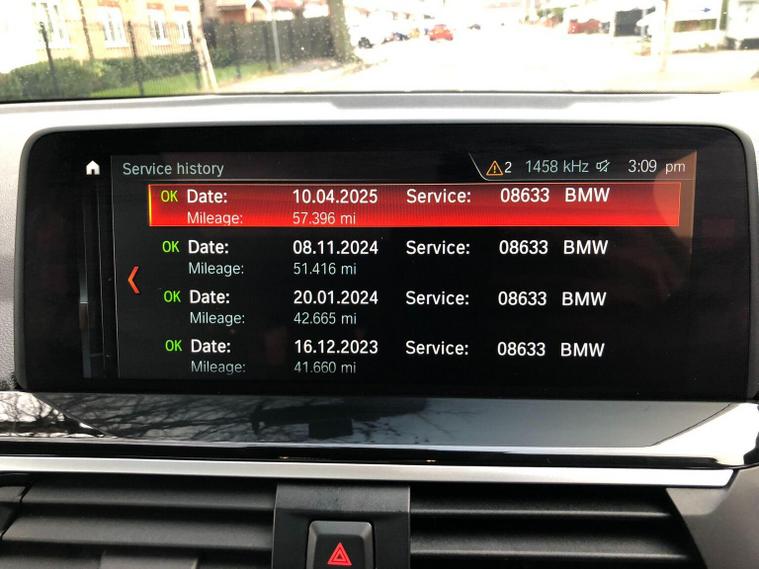 Service history 2 1458 kHz 3:09 pm
OK Date: 10.04.2025 Service: 08633 BMW
Mileage: 57.396 mi
OK Date: 08.11.2024 Service: 08633 BMW
Mileage: 51.416 mi
OK Date: 20.01.2024 Service: 08633 BMW
Mileage: 42.665 mi
OK Date: 16.12.2023 Service: 08633 BMW
Mileage: 41.660 mi